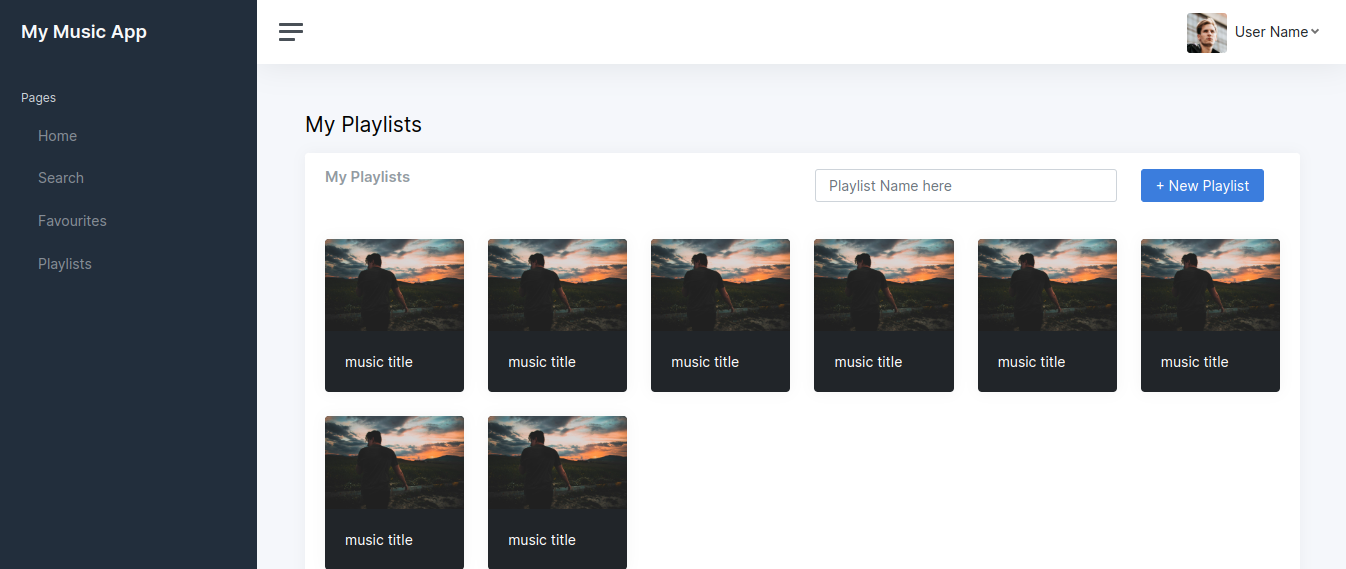 My Music App
User Name
Pages
Home
Search
Favourites
Playlists
My Playlists
My Playlists
Playlist Name here
+ New Playlist
music title
music title
music title
music title
music title
music title
music title
music title